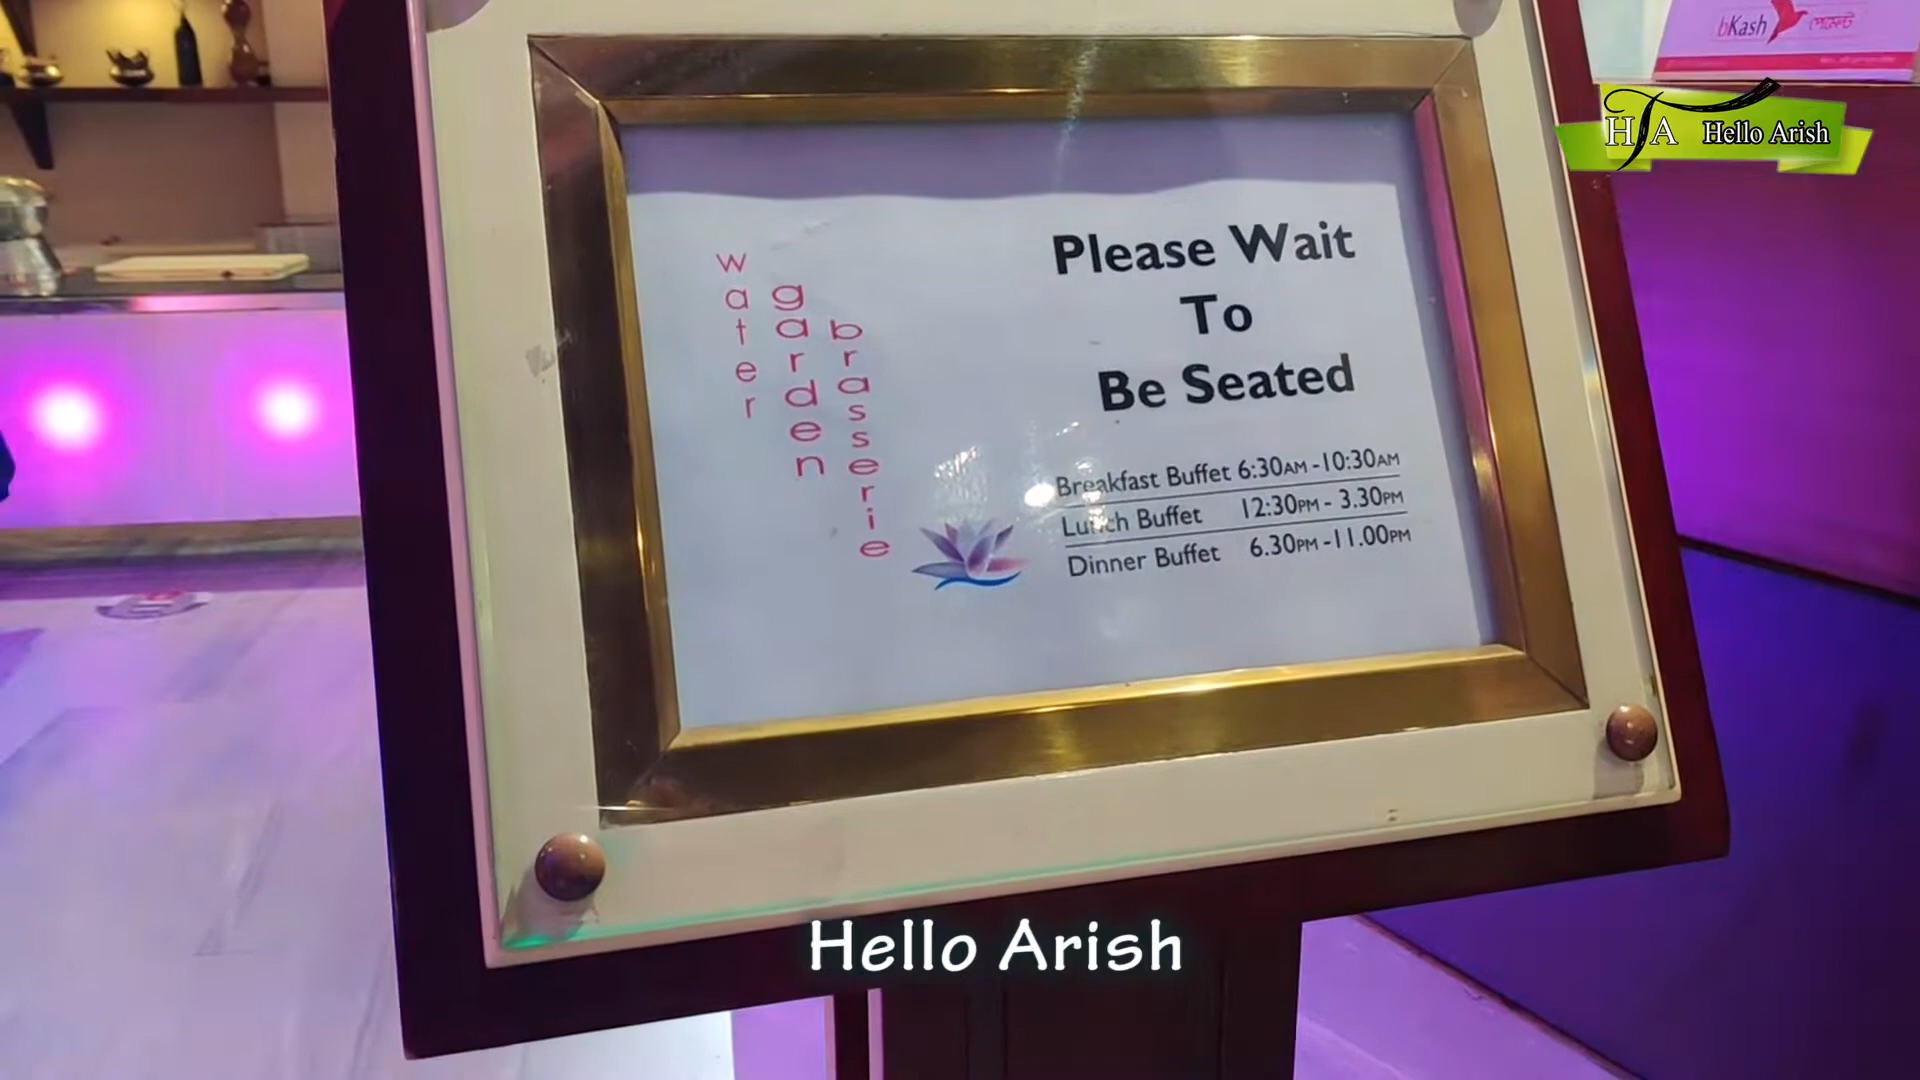 bKash পেমেন্ট
HA Hello Arish
water
garden
brasserie
Please Wait
To
Be Seated
Breakfast Buffet 6:30AM -10:30AM
Lunch Buffet 12:30PM - 3.30PM
Dinner Buffet 6.30PM -11.00PM
Hello Arish